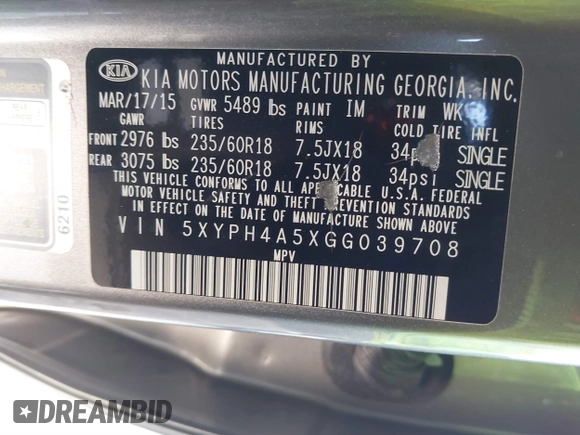 MANUFACTURED BY
KIA KIA MOTORS MANUFACTURING GEORGIA, INC.
MAR/17/15 GVWR 5489 lbs PAINT IM TRIM WK
GAWR TIRES RIMS COLD TIRE INFL
FRONT 2976 lbs 235/60R18 7.5JX18 34psi SINGLE
REAR 3075 lbs 235/60R18 7.5JX18 34psi SINGLE
THIS VEHICLE CONFORMS TO ALL APPLICABLE U.S.A. FEDERAL
MOTOR VEHICLE SAFETY AND THEFT PREVENTION STANDARDS
IN EFFECT ON THE DATE OF MANUFACTURE SHOWN ABOVE
VIN 5XYPH4A5XGG039708
MPV
6210
DREAMBID